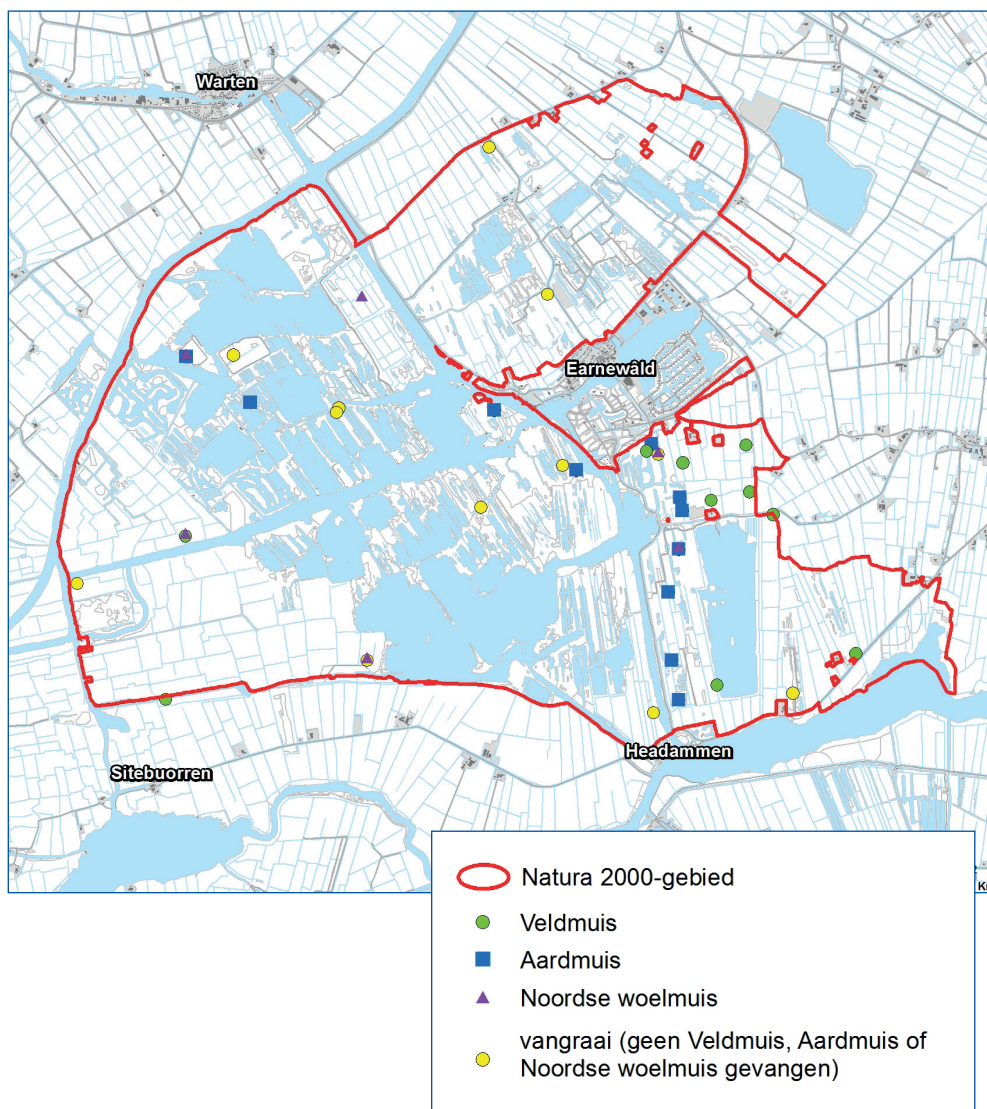 Warten
Earnewâld
Headammen
Sitebuorren
Natura 2000-gebied
Veldmuis
Aardmuis
Noordse woelmuis
vangraai (geen Veldmuis, Aardmuis of
Noordse woelmuis gevangen)